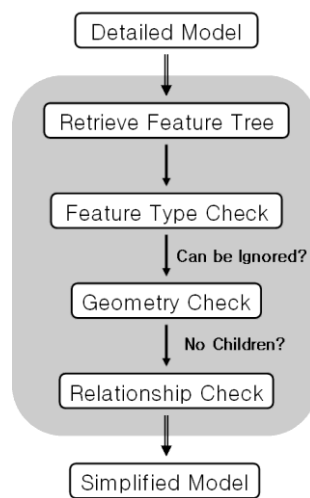 Detailed Model
Retrieve Feature Tree
Feature Type Check
Can be Ignored?
Geometry Check
No Children?
Relationship Check
Simplified Model